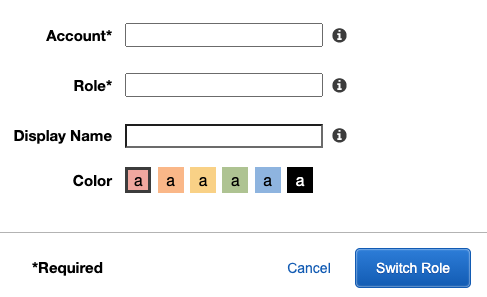 Account*
Role*
Display Name
Color a a a a a a
*Required Cancel Switch Role